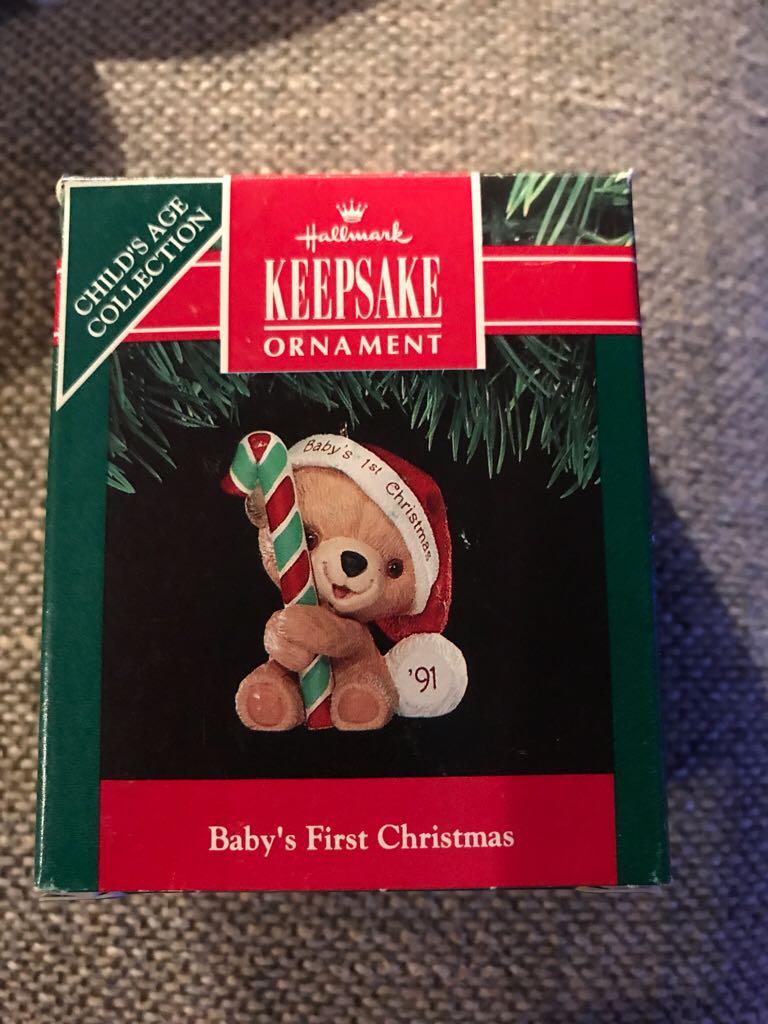 CHILD'S AGE
COLLECTION
Hallmark
KEEPSAKE
ORNAMENT
Baby's 1st Christmas
'91
Baby's First Christmas